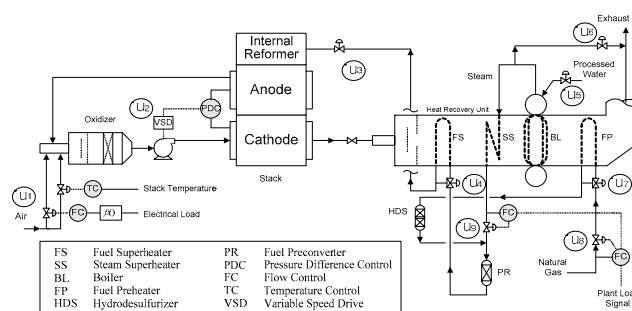 Internal
Reformer
Anode
Cathode
Stack
Oxidizer
VSD
PDC
U1
U2
U3
U4
U5
U6
U7
U8
U9
Exhaust
Steam
Processed
Water
Heat Recovery Unit
FS
SS
BL
FP
TC
Stack Temperature
FC
f()
Electrical Load
Air
HDS
FC
PR
Natural
Gas
FC
Plant Load
Signal
FS Fuel Superheater PR Fuel Preconverter
SS Steam Superheater PDC Pressure Difference Control
BL Boiler FC Flow Control
FP Fuel Preheater TC Temperature Control
HDS Hydrodesulfurizer VSD Variable Speed Drive